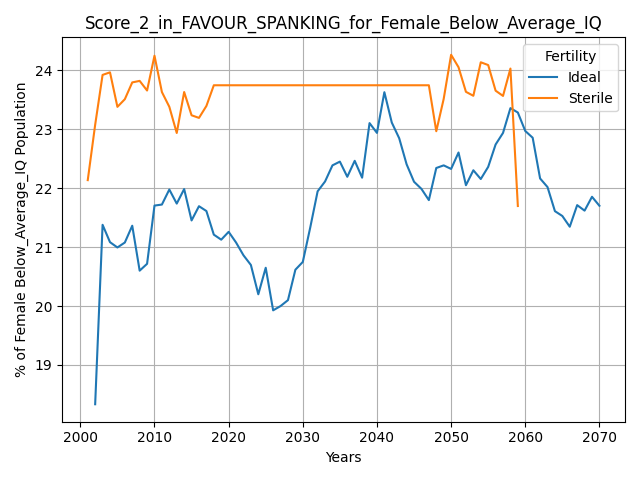 Score_2_in_FAVOUR_SPANKING_for_Female_Below_Average_IQ
% of Female Below_Average_IQ Population
24
23
22
21
20
19
Fertility
Ideal
Sterile
2000 2010 2020 2030 2040 2050 2060 2070
Years